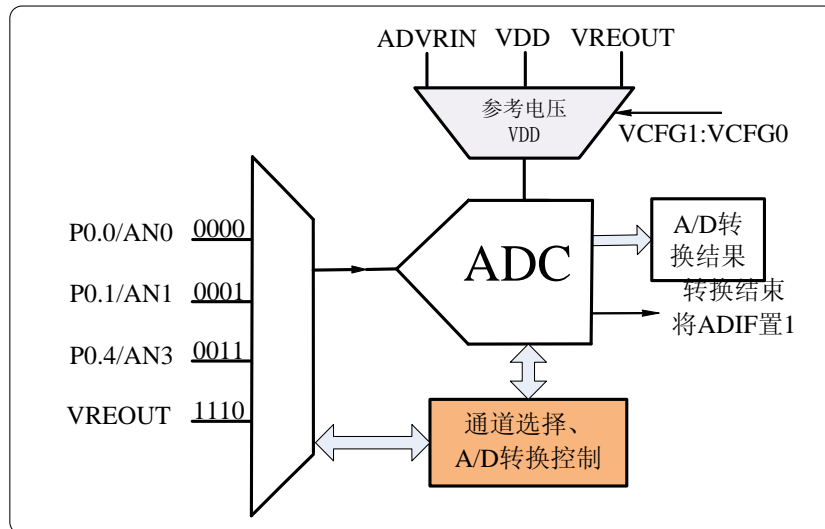 ADVRIN VDD VREOUT
参考电压
VDD
VCFG1:VCFG0
P0.0/AN0 0000
P0.1/AN1 0001
P0.4/AN3 0011
VREOUT 1110
ADC
A/D转
换结果
转换结束
将ADIF置1
通道选择、
A/D转换控制